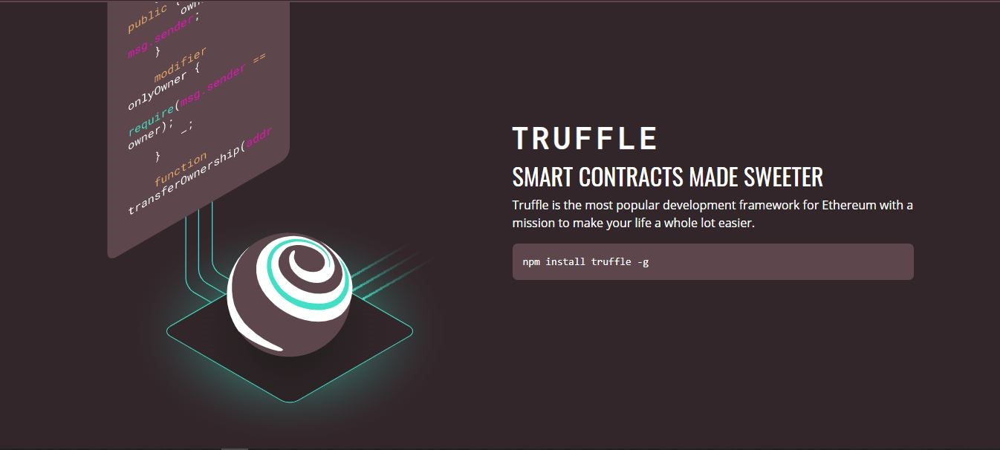 public {
msg.sender;
}
modifier
onlyOwner {
require(msg.sender ==
owner); _;
}
function
transferOwnership(addr
TRUFFLE
SMART CONTRACTS MADE SWEETER
Truffle is the most popular development framework for Ethereum with a
mission to make your life a whole lot easier.
npm install truffle -g